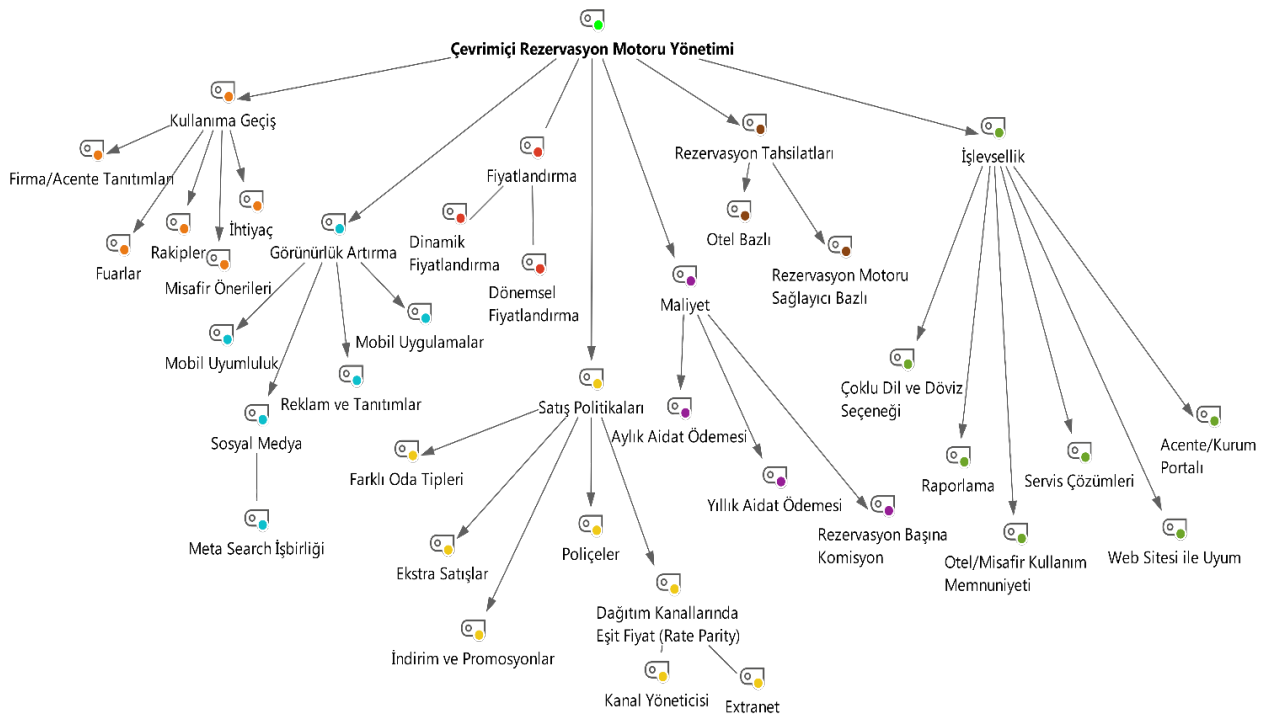 Çevrimiçi Rezervasyon Motoru Yönetimi
Kullanıma Geçiş
Firma/Acente Tanıtımları
Fuarlar
Rakipler
Misafir Önerileri
İhtiyaç
Görünürlük Artırma
Mobil Uyumluluk
Sosyal Medya
Meta Search İşbirliği
Reklam ve Tanıtımlar
Mobil Uygulamalar
Fiyatlandırma
Dinamik
Fiyatlandırma
Dönemsel
Fiyatlandırma
Satış Politikaları
Farklı Oda Tipleri
Ekstra Satışlar
İndirim ve Promosyonlar
Poliçeler
Dağıtım Kanallarında
Eşit Fiyat (Rate Parity)
Kanal Yöneticisi
Extranet
Maliyet
Aylık Aidat Ödemesi
Yıllık Aidat Ödemesi
Rezervasyon Başına
Komisyon
Rezervasyon Tahsilatları
Otel Bazlı
Rezervasyon Motoru
Sağlayıcı Bazlı
İşlevsellik
Çoklu Dil ve Döviz
Seçeneği
Raporlama
Otel/Misafir Kullanım
Memnuniyeti
Servis Çözümleri
Web Sitesi ile Uyum
Acente/Kurum
Portalı